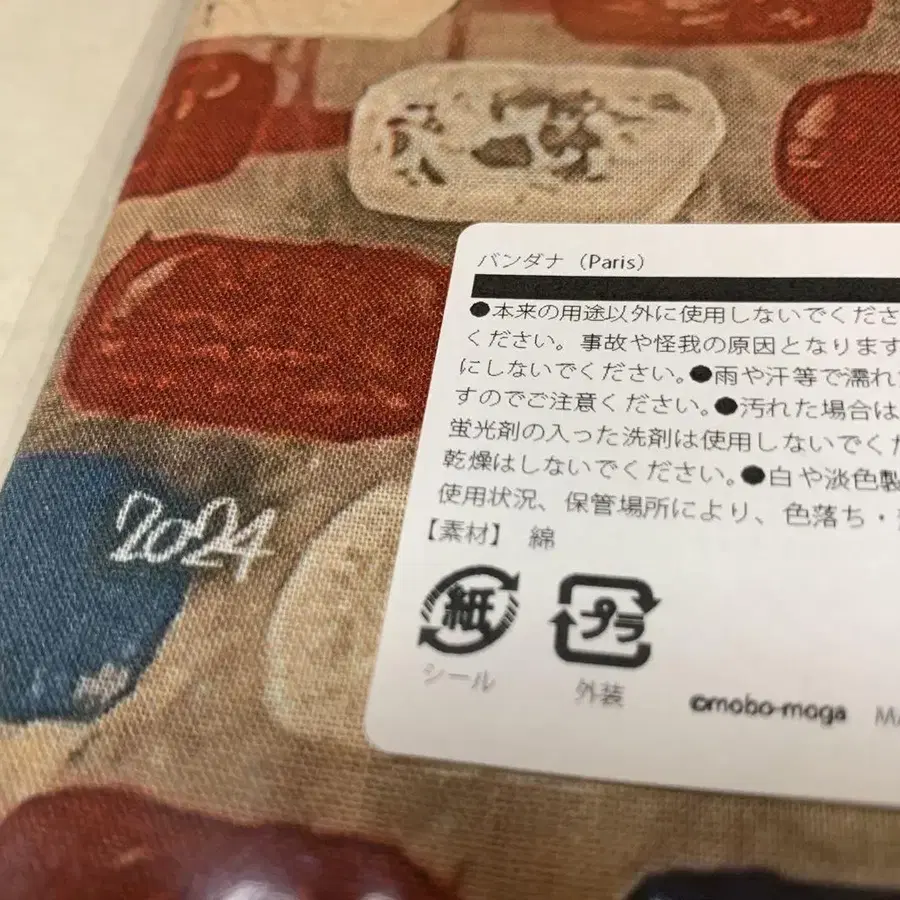 バンダナ（Paris）
●本来の用途以外に使用しないでくださ
ください。事故や怪我の原因となります
にしないでください。●雨や汗等で濡れ
すのでご注意ください。●汚れた場合は
蛍光剤の入った洗剤は使用しないでくだ
乾燥はしないでください。●白や淡色製
使用状況、保管場所により、色落ち・
【素材】 綿
2024
紙 プラ
シール 外装
©mobo-moga MA